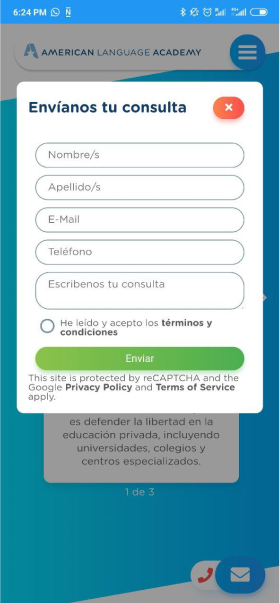 6:24 PM
AMERICAN LANGUAGE ACADEMY
Envíanos tu consulta
Nombre/s
Apellido/s
E-Mail
Teléfono
Escribenos tu consulta
He leído y acepto los términos y
condiciones
Enviar
This site is protected by reCAPTCHA and the
Google Privacy Policy and Terms of Service
apply.
es defender la libertad en la
educación privada, incluyendo
universidades, colegios y
centros especializados.
1 de 3